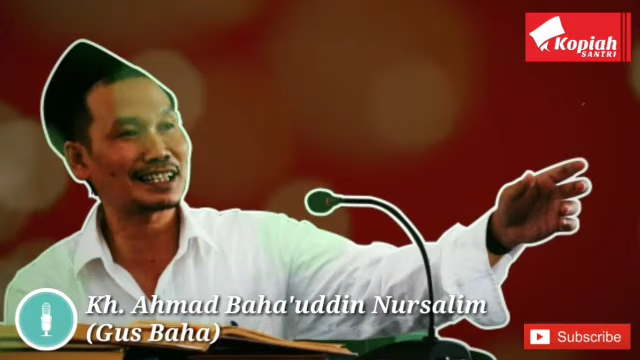 Kopiah
SANTRI
Kh. Ahmad Baha'uddin Nursalim
(Gus Baha)
Subscribe